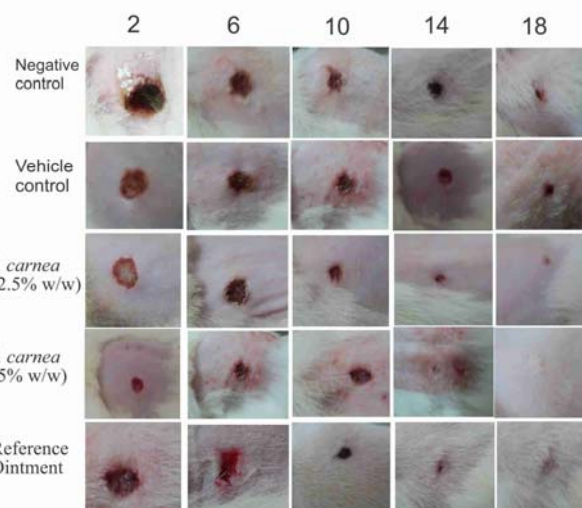 2 6 10 14 18
Negative
control
Vehicle
control
carnea
2.5% w/w)
carnea
5% w/w)
Reference
Ointment